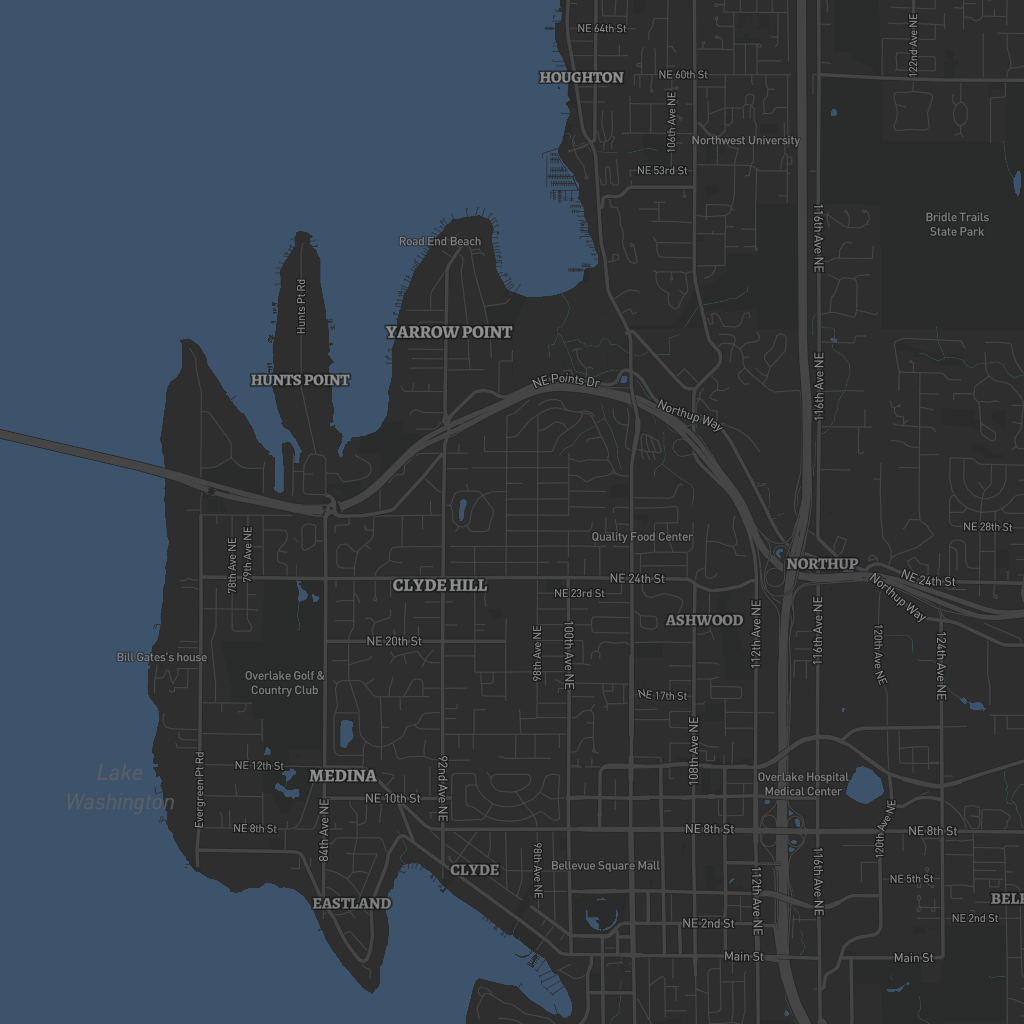 NE 64th St
122nd Ave NE
HOUGHTON
NE 60th St
106th Ave NE
Northwest University
NE 53rd St
116th Ave NE
Bridle Trails
State Park
Road End Beach
Hunts Pt Rd
YARROW POINT
HUNTS POINT
NE Points Dr
116th Ave NE
Northup Way
NE 28th St
Quality Food Center
78th Ave NE
79th Ave NE
NORTHUP
CLYDE HILL
NE 24th St
NE 24th St
Northup Way
NE 23rd St
ASHWOOD
112th Ave NE
116th Ave NE
NE 20th St
98th Ave NE
100th Ave NE
120th Ave NE
124th Ave NE
Bill Gates's house
Overlake Golf &
Country Club
NE 17th St
108th Ave NE
Evergreen Pt Rd
NE 12th St
MEDINA
92nd Ave NE
Lake
Washington
Overlake Hospital
Medical Center
NE 10th St
84th Ave NE
NE 8th St
NE 8th St
NE 8th St
120th Ave NE
CLYDE
98th Ave NE
Bellevue Square Mall
112th Ave NE
116th Ave NE
NE 5th St
EASTLAND
BELL
NE 2nd St
NE 2nd St
Main St
Main St